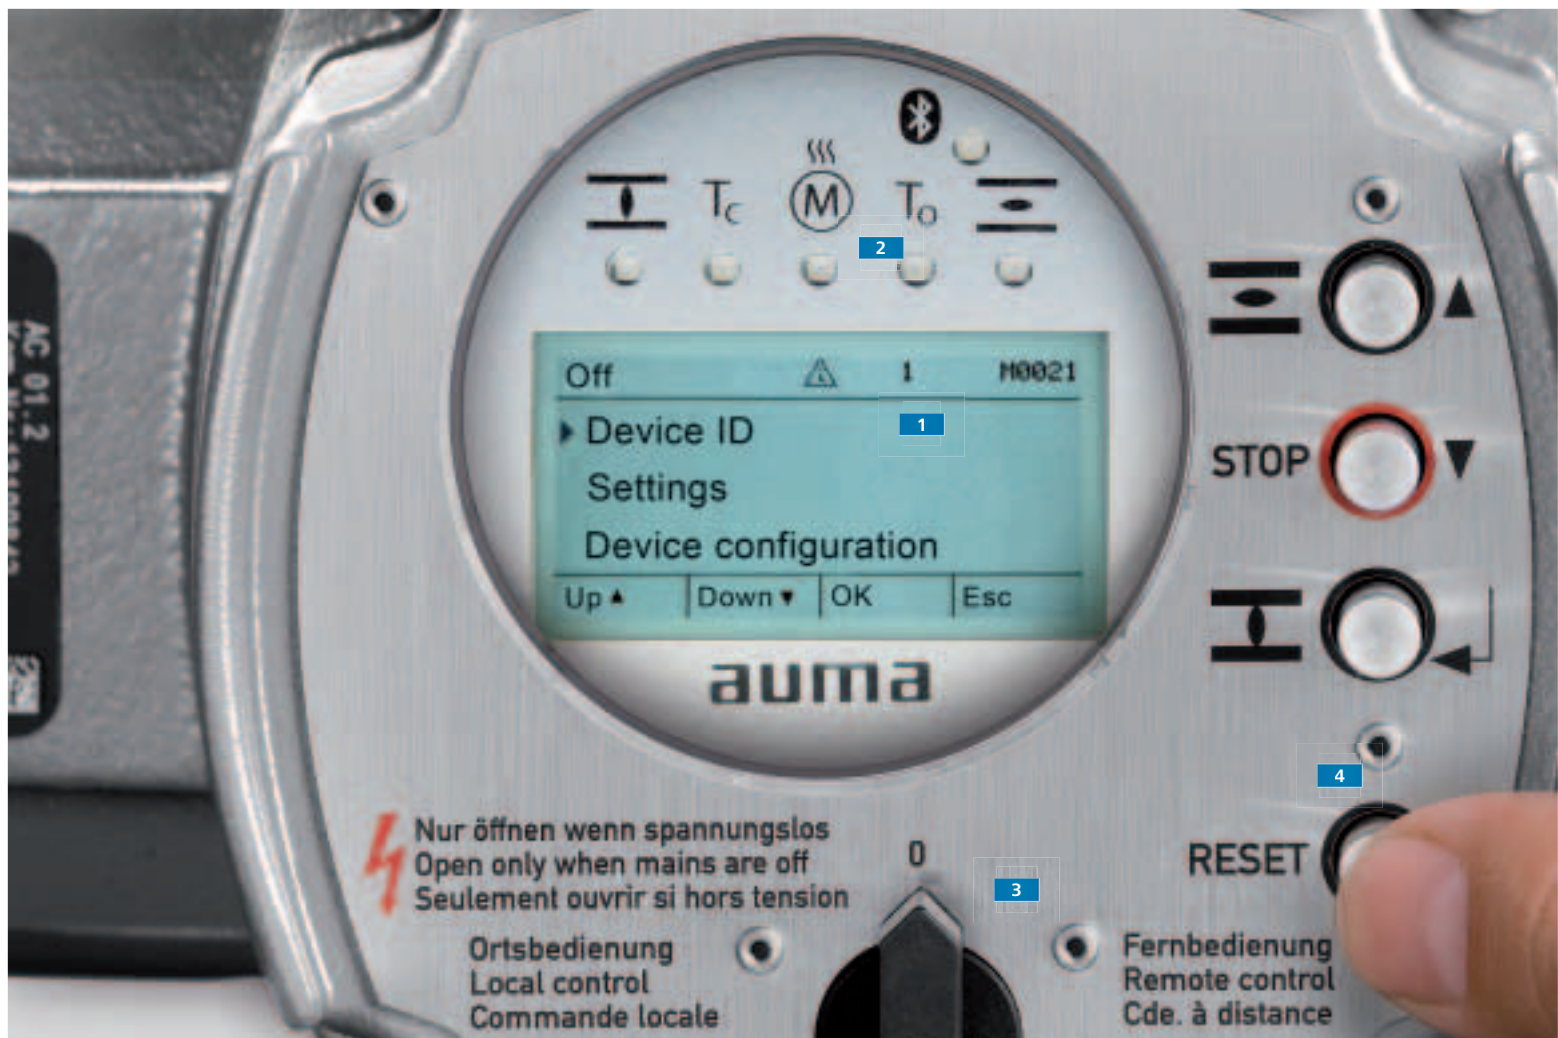 T_C
M
T_O
2
Off
1
M0021
1
Device ID
Settings
Device configuration
Up ▲
Down ▼
OK
Esc
auma
▲
STOP
▼
4
RESET
Nur öffnen wenn spannungslos
Open only when mains are off
Seulement ouvrir si hors tension
0
3
Ortsbedienung
Local control
Commande locale
Fernbedienung
Remote control
Cde. à distance
AC 01.2